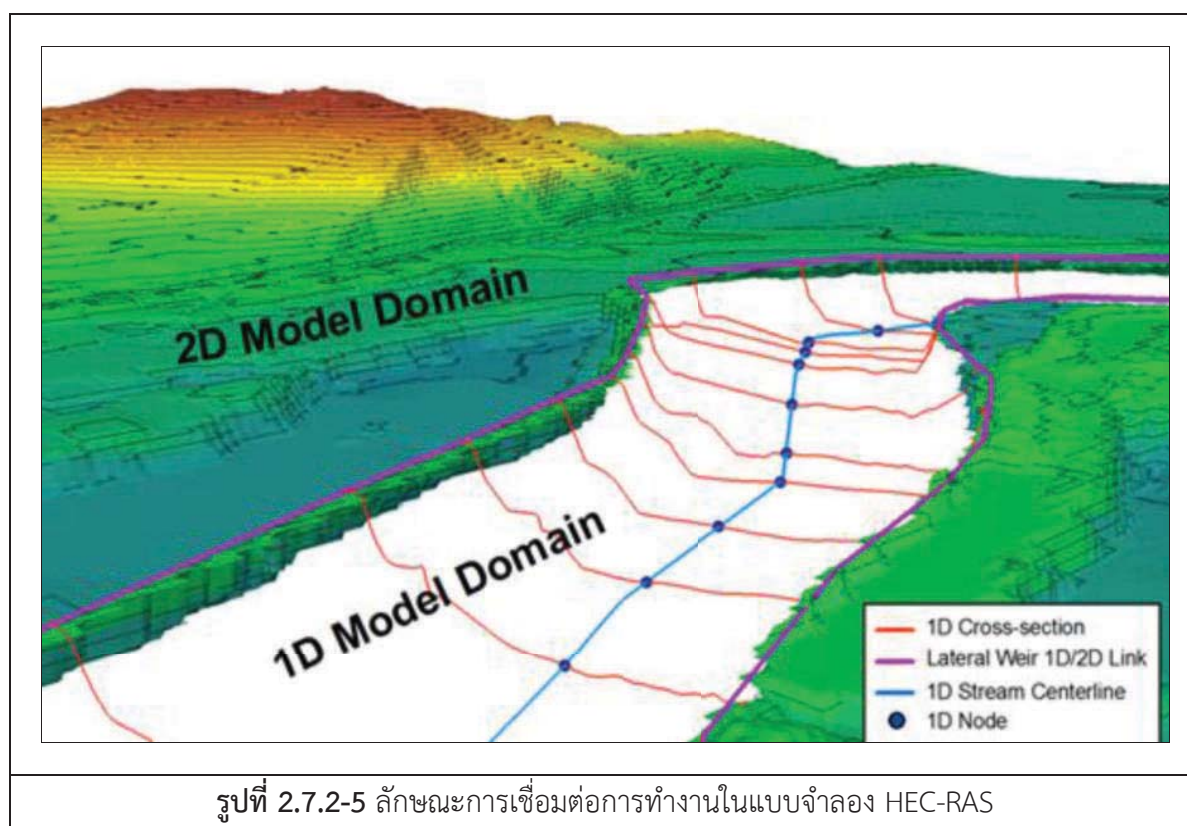 2D Model Domain
1D Model Domain
1D Cross-section
Lateral Weir 1D/2D Link
1D Stream Centerline
1D Node
รูปที่ 2.7.2-5 ลักษณะการเชื่อมต่อการทำงานในแบบจำลอง HEC-RAS